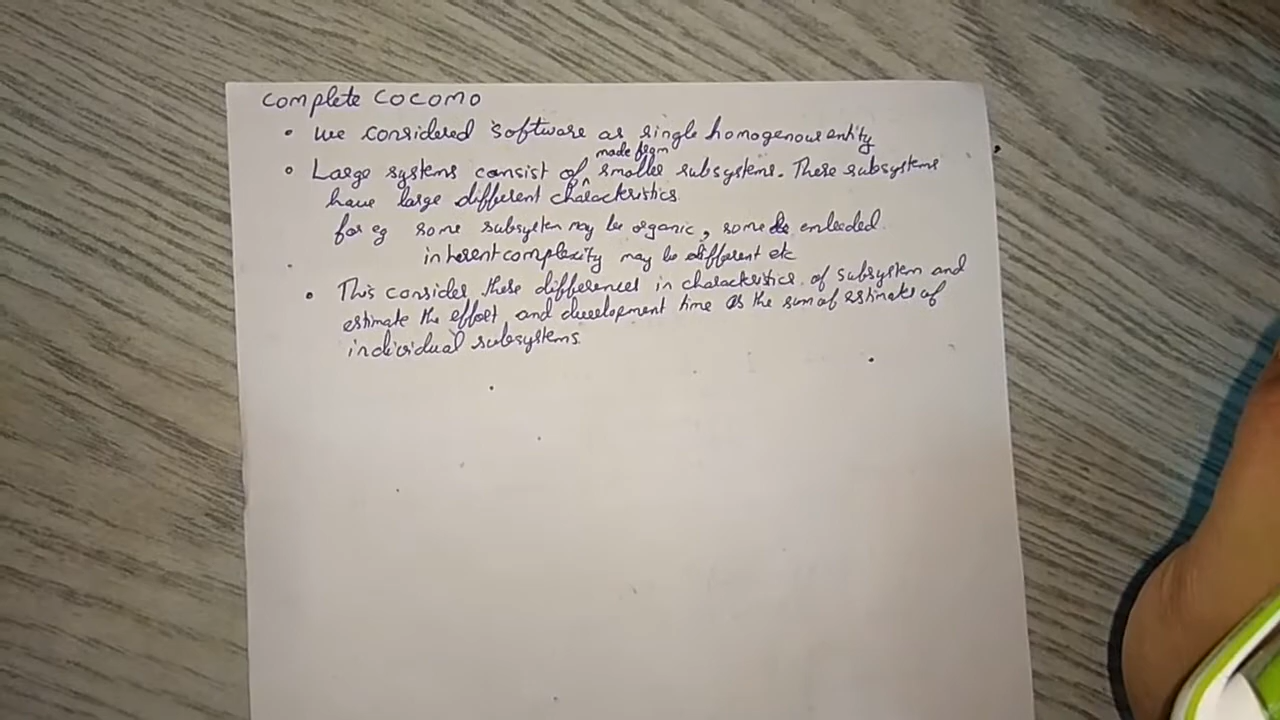 Complete COCOMO
• We considered software as single homogenous entity
made from
• Large systems consist of ^ smaller subsystems. These subsystems
have large different characteristics.
for eg some subsystem may be organic, some be embeded.
inherent complexity may be different etc
• This consider these differences in characteristics of subsystem and
estimate the effort and development time as the sum of estimates of
individual subsystems.